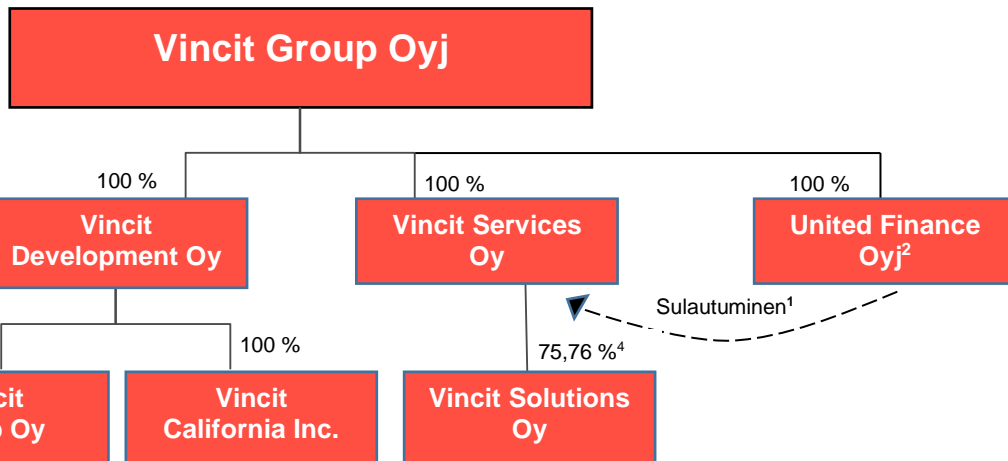 Vincit Group Oyj
100 %
100 %
100 %
Vincit
Development Oy
Vincit Services
Oy
United Finance
Oyj²
Sulautuminen¹
100 %
75,76 %⁴
Oy
Vincit
California Inc.
Vincit Solutions
Oy